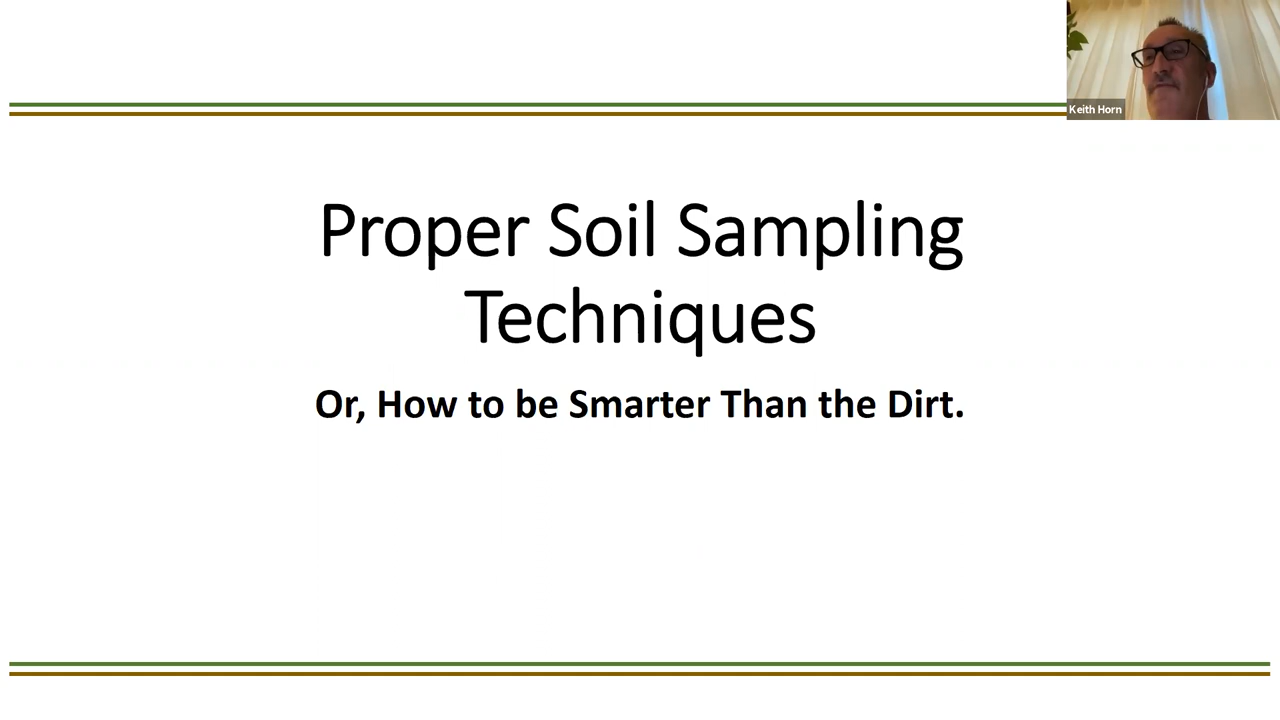 Keith Horn
Proper Soil Sampling
Techniques
Or, How to be Smarter Than the Dirt.